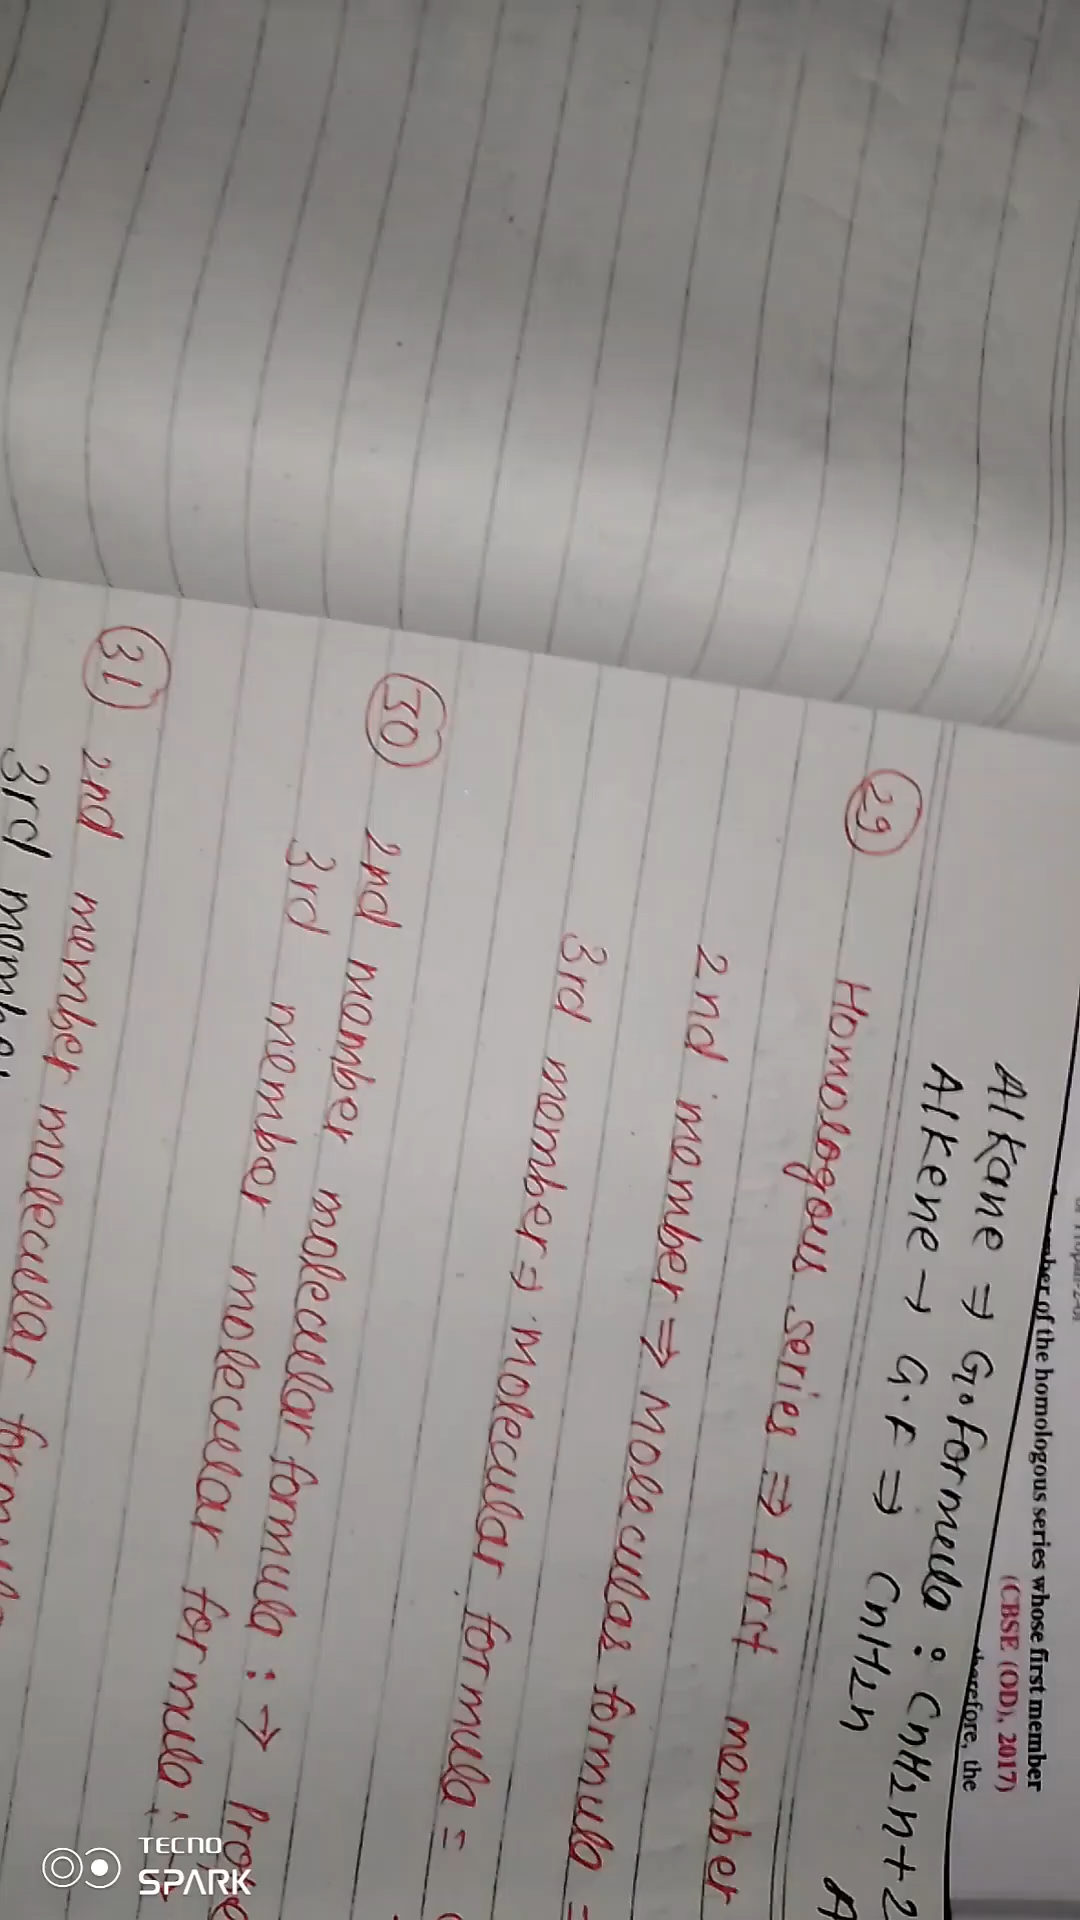 ber of the homologous series whose first member
(CBSE (OD), 2017)
therefore, the
Alkane ⇒ G. formula : CnH2n+2
Alkene → G.F ⇒ CnH2n A
29 Homologous series ⇒ first member
2nd member ⇒ Molecular formula =
3rd member ⇒ molecular formula =
30 2nd member molecular formula : →
3rd member molecular formula :
31 2nd member molecular
3rd
TECNO
SPARK